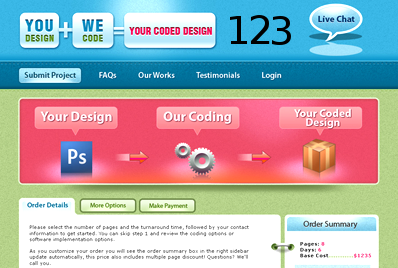 YOU DESIGN + WE CODE = YOUR CODED DESIGN
123
Live Chat
Submit Project FAQs Our Works Testimonials Login
Your Design Our Coding Your Coded Design
Ps
Order Details More Options Make Payment
Please select the number of pages and the turnaround time, followed by your contact
information to get started. You can skip step 1 and review the coding options or
software implementation options.
As you customize your order you will see the order summary box in the right sidebar
update automatically, this price also includes multiple page discount! Questions? We'll
call you.
Order Summary
Pages: 8
Days: 6
Base Cost..........$1235